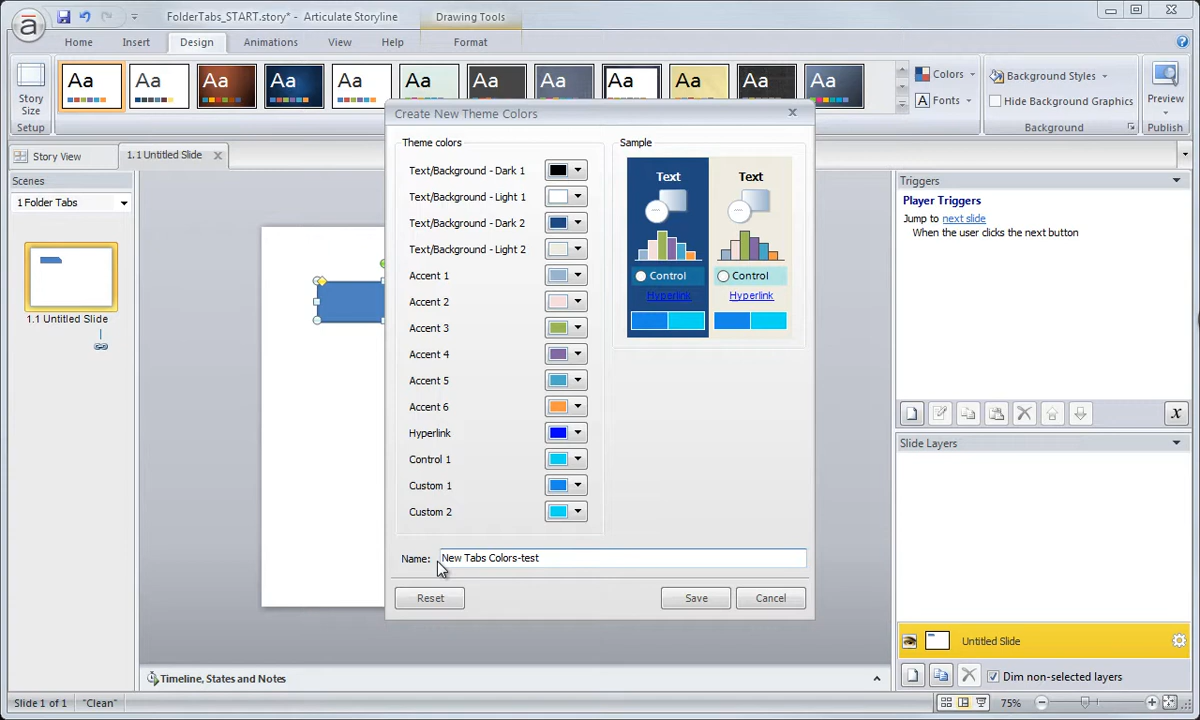 FolderTabs_START.story* - Articulate Storyline
Drawing Tools
Home
Insert
Design
Animations
View
Help
Format
Story
Size
Setup
Aa
Aa
Aa
Aa
Aa
Aa
Aa
Aa
Aa
Aa
Aa
Aa
Colors
Fonts
Background Styles
Hide Background Graphics
Background
Preview
Publish
Story View
1.1 Untitled Slide
Scenes
1 Folder Tabs
1.1 Untitled Slide
Create New Theme Colors
Theme colors
Text/Background - Dark 1
Text/Background - Light 1
Text/Background - Dark 2
Text/Background - Light 2
Accent 1
Accent 2
Accent 3
Accent 4
Accent 5
Accent 6
Hyperlink
Control 1
Custom 1
Custom 2
Sample
Text
Text
Control
Control
Hyperlink
Hyperlink
Name: New Tabs Colors-test
Reset
Save
Cancel
Triggers
Player Triggers
Jump to next slide
When the user clicks the next button
x
Slide Layers
Untitled Slide
Dim non-selected layers
Timeline, States and Notes
Slide 1 of 1
"Clean"
75%